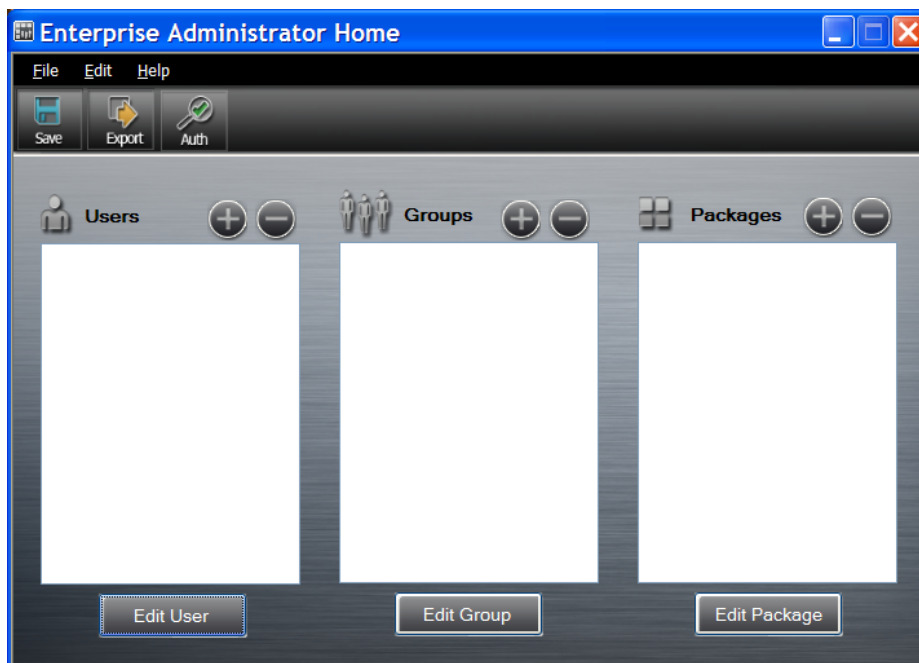 Enterprise Administrator Home
File Edit Help
Save Export Auth
Users Groups Packages
Edit User Edit Group Edit Package